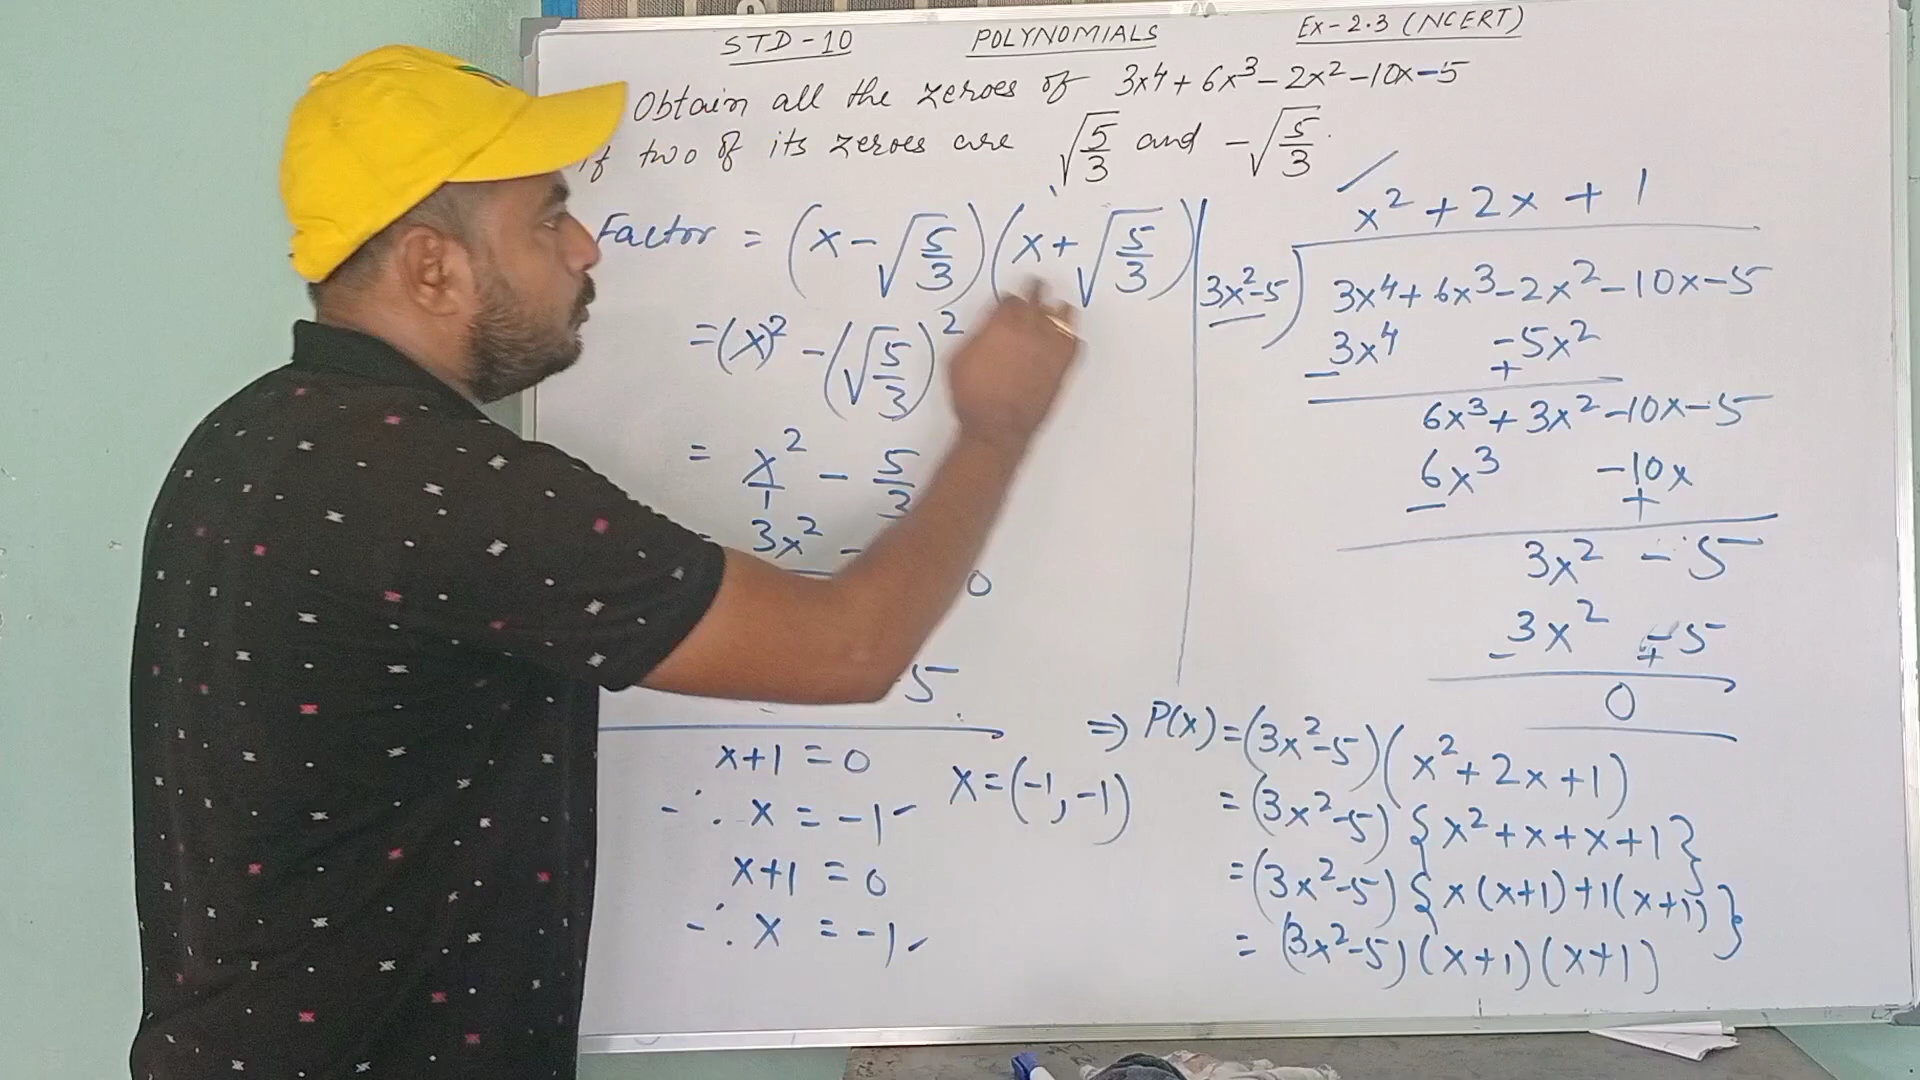 STD-10 POLYNOMIALS Ex-2.3 (NCERT)
Obtain all the zeroes of 3x⁴ + 6x³ - 2x² - 10x - 5
If two of its zeroes are √(5/3) and -√(5/3).
Factor = (x - √(5/3)) (x + √(5/3))
= (x)² - (√(5/3))²
= x²/1 - 5/3
3x² -
0
5
x+1 = 0
∴ x = -1
x+1 = 0
∴ x = -1
x = (-1, -1)
x² + 2x + 1
3x²-5 ) 3x⁴ + 6x³ - 2x² - 10x - 5
3x⁴ - 5x²
- +
6x³ + 3x² - 10x - 5
6x³ - 10x
- +
3x² - 5
3x² - 5
- +
0
⇒ P(x) = (3x²-5) (x² + 2x + 1)
= (3x²-5) {x² + x + x + 1}
= (3x²-5) {x(x+1) + 1(x+1)}
= (3x²-5) (x+1) (x+1)